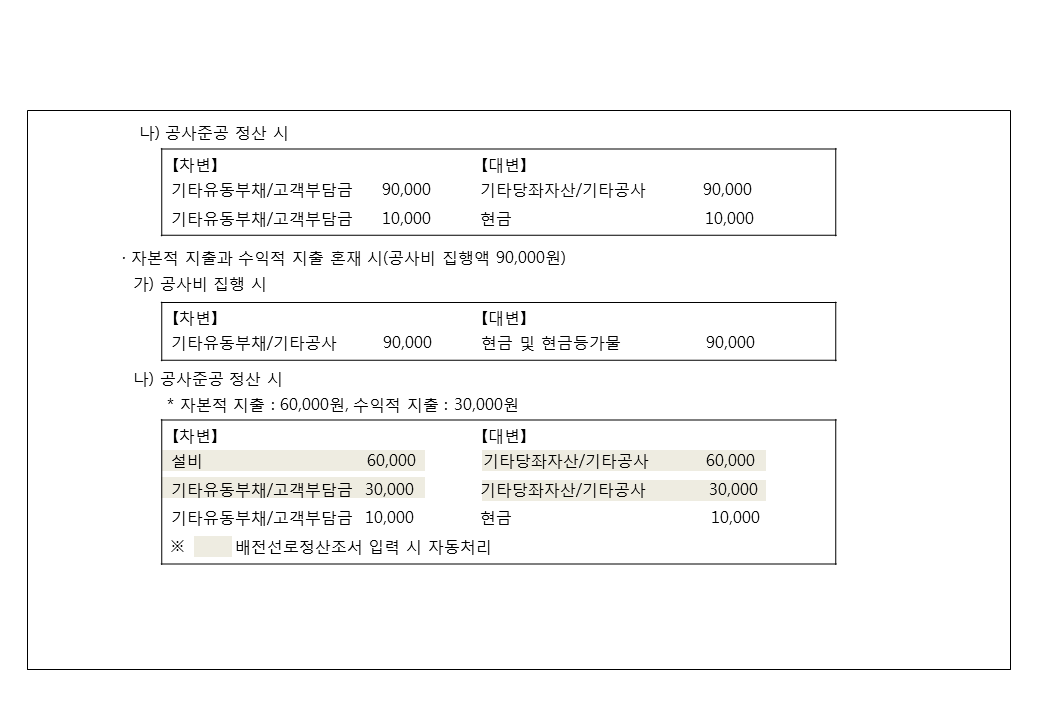 나) 공사준공 정산 시
【차변】 【대변】
기타유동부채/고객부담금 90,000 기타당좌자산/기타공사 90,000
기타유동부채/고객부담금 10,000 현금 10,000
· 자본적 지출과 수익적 지출 혼재 시(공사비 집행액 90,000원)
가) 공사비 집행 시
【차변】 【대변】
기타유동부채/기타공사 90,000 현금 및 현금등가물 90,000
나) 공사준공 정산 시
* 자본적 지출 : 60,000원, 수익적 지출 : 30,000원
【차변】 【대변】
설비 60,000 기타당좌자산/기타공사 60,000
기타유동부채/고객부담금 30,000 기타당좌자산/기타공사 30,000
기타유동부채/고객부담금 10,000 현금 10,000
※ 배전선로정산조서 입력 시 자동처리